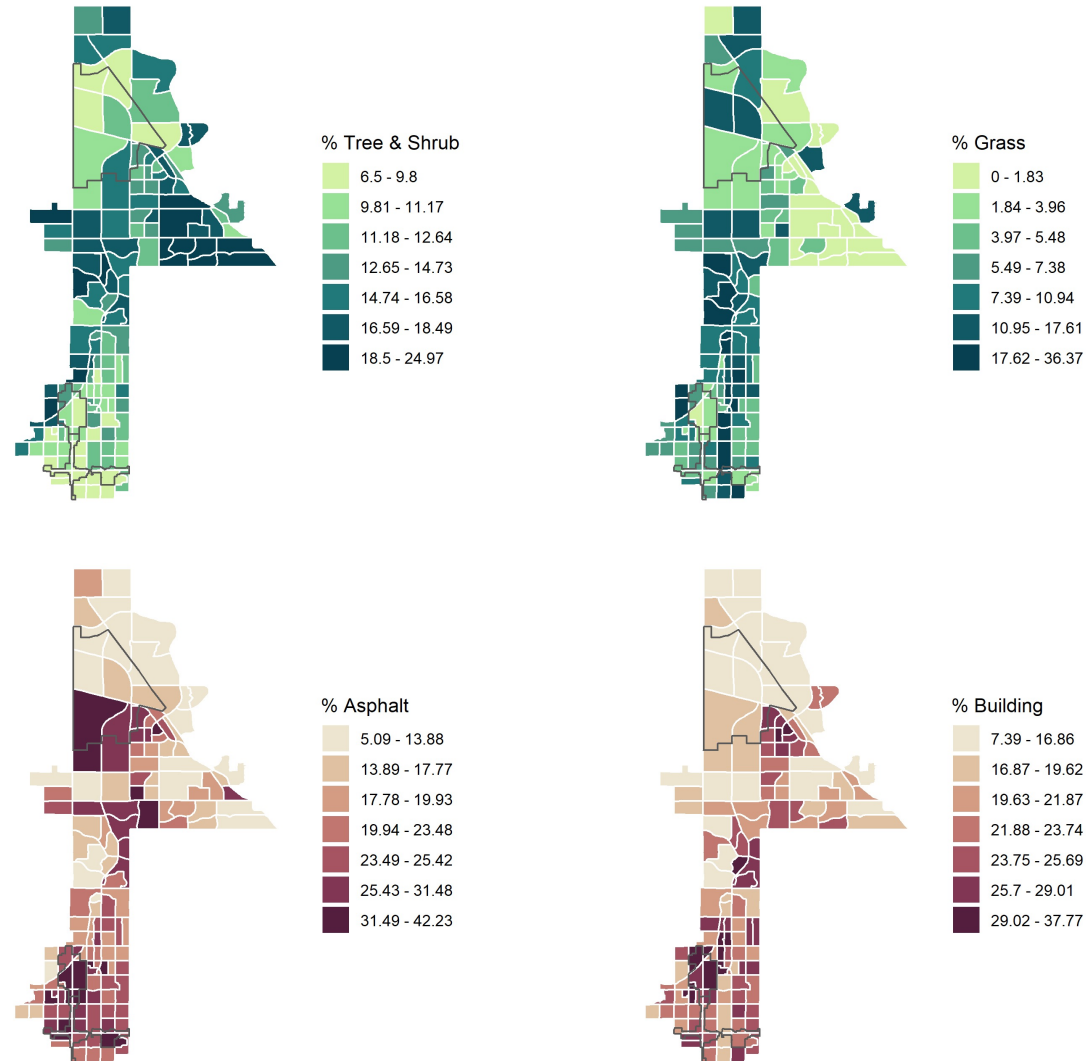 % Tree & Shrub
6.5 - 9.8
9.81 - 11.17
11.18 - 12.64
12.65 - 14.73
14.74 - 16.58
16.59 - 18.49
18.5 - 24.97
% Grass
0 - 1.83
1.84 - 3.96
3.97 - 5.48
5.49 - 7.38
7.39 - 10.94
10.95 - 17.61
17.62 - 36.37
% Asphalt
5.09 - 13.88
13.89 - 17.77
17.78 - 19.93
19.94 - 23.48
23.49 - 25.42
25.43 - 31.48
31.49 - 42.23
% Building
7.39 - 16.86
16.87 - 19.62
19.63 - 21.87
21.88 - 23.74
23.75 - 25.69
25.7 - 29.01
29.02 - 37.77